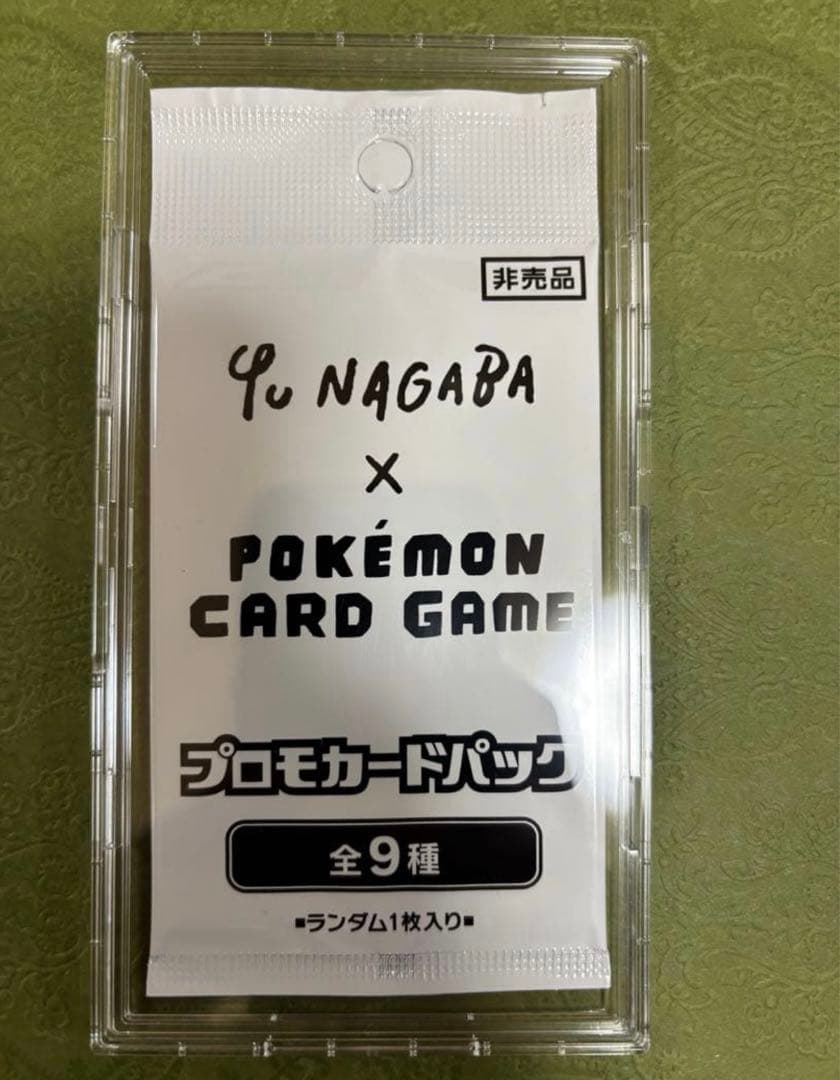 非売品
Yu NAGABA
×
POKÉMON
CARD GAME
プロモカードパック
全9種
▪ランダム1枚入り▪